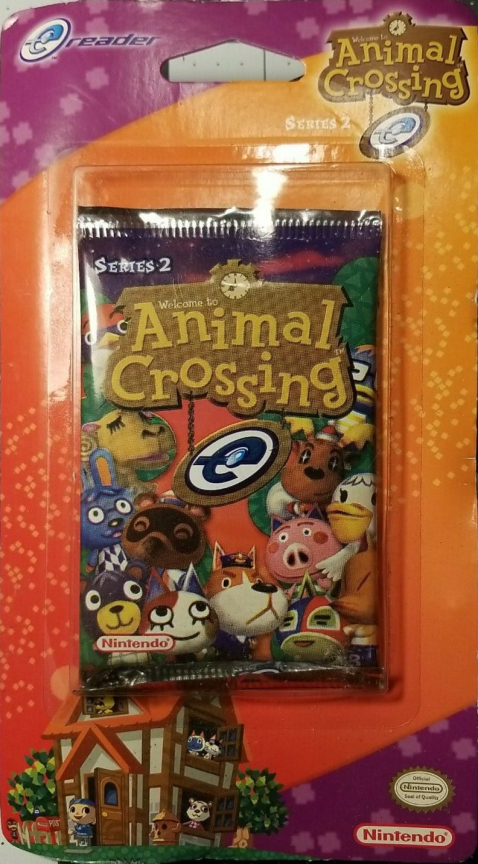 e reader
Welcome to
Animal
Crossing
Series 2
e
Series 2
Welcome to
Animal
Crossing
e
Nintendo
Official
Nintendo
Seal of Quality
Nintendo